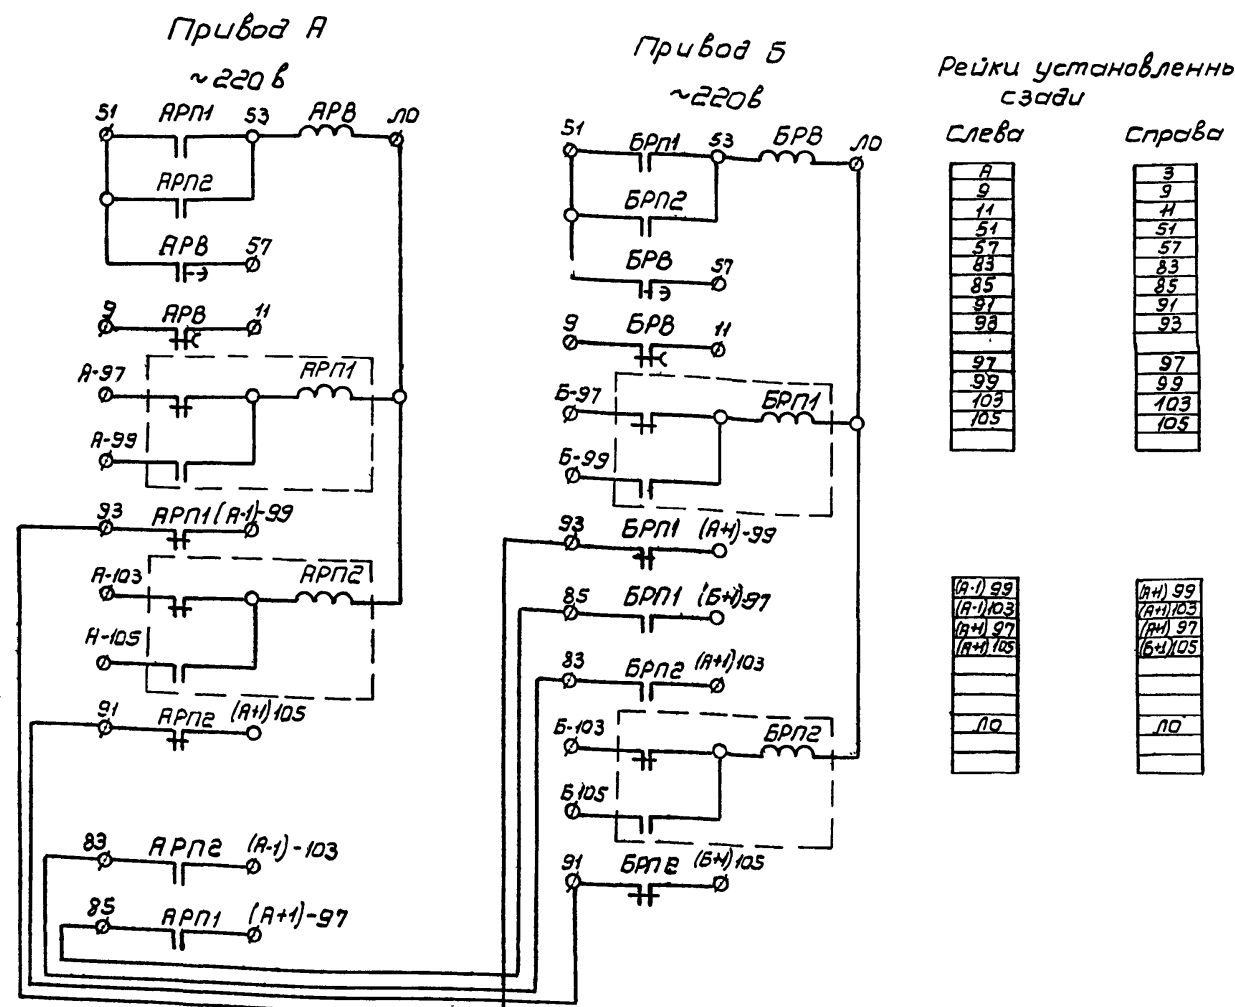 Привод А
~220 в
51
АРП1
53
АРВ
ЛО
АРП2
АРВ
57
9
АРВ
11
А-97
АРП1
А-99
93
АРП1
(А-1)-99
А-103
АРП2
А-105
91
АРП2
(А+1)105
83
АРП2
(А-1)-103
85
АРП1
(А+1)-97
Привод Б
~220в
51
БРП1
53
БРВ
ЛО
БРП2
БРВ
57
9
БРВ
11
Б-97
БРП1
Б-99
93
БРП1
(А+1)-99
85
БРП1
(Б+1)97
83
БРП2
(А+1)103
Б-103
БРП2
Б105
91
БРП2
(Б+1)105
Рейки установленнь
сзади
Слева
А
9
11
51
57
83
85
91
93
97
99
103
105
(А-1) 99
(А-1)103
(А+1) 97
(А+1)105
ЛО
Справа
3
9
11
51
57
83
85
91
93
97
99
103
105
(А+1) 99
(А+1)103
(А+1) 97
(Б+1)105
ЛО